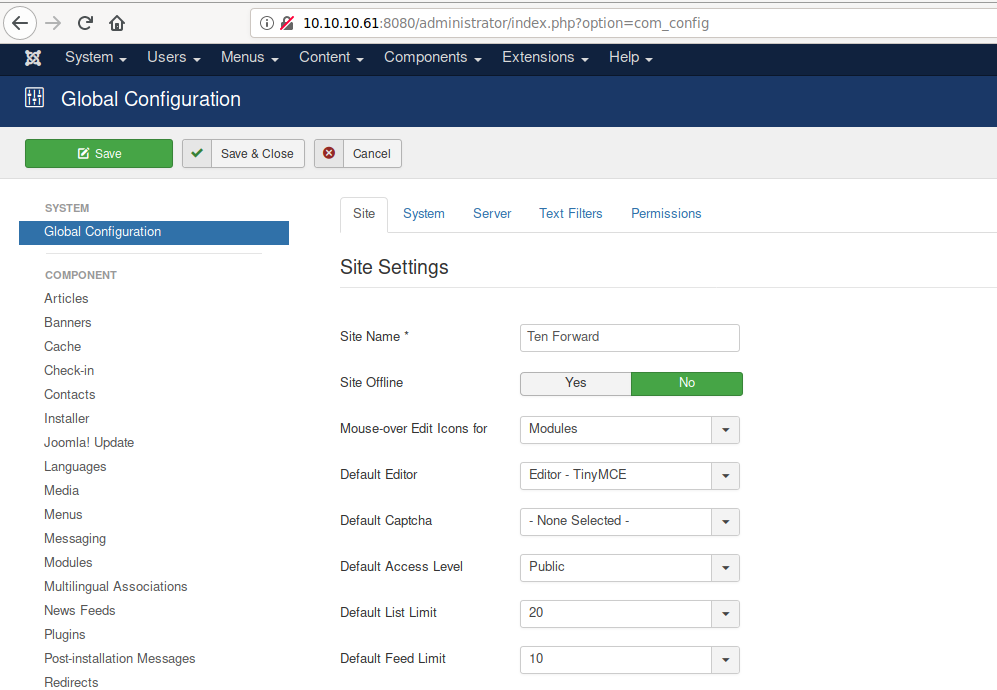 10.10.10.61:8080/administrator/index.php?option=com_config
System Users Menus Content Components Extensions Help
Global Configuration
Save Save & Close Cancel
SYSTEM
Global Configuration
COMPONENT
Articles
Banners
Cache
Check-in
Contacts
Installer
Joomla! Update
Languages
Media
Menus
Messaging
Modules
Multilingual Associations
News Feeds
Plugins
Post-installation Messages
Redirects
Site System Server Text Filters Permissions
Site Settings
Site Name * Ten Forward
Site Offline Yes No
Mouse-over Edit Icons for Modules
Default Editor Editor - TinyMCE
Default Captcha - None Selected -
Default Access Level Public
Default List Limit 20
Default Feed Limit 10